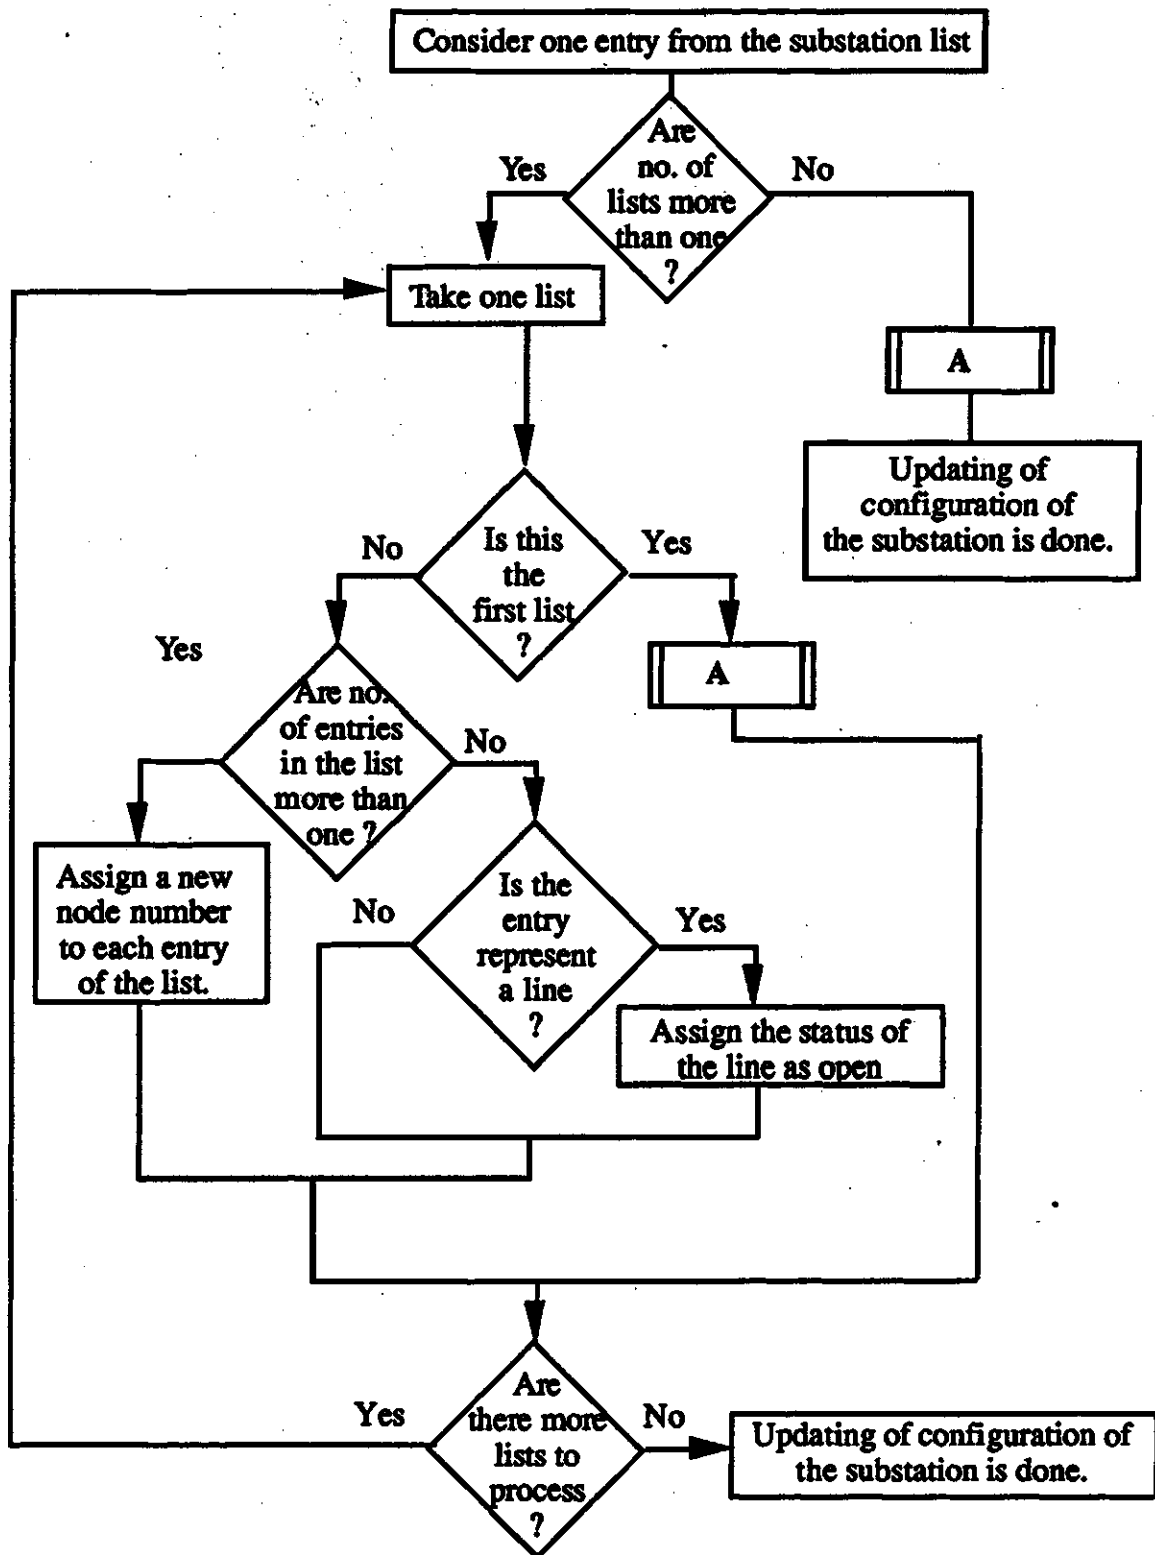 Consider one entry from the substation list
Are
no. of
lists more
than one
?
Yes
No
Take one list
A
Updating of
configuration of
the substation is done.
Is this
the
first list
?
No
Yes
A
Yes
Are no.
of entries
in the list
more than
one ?
No
Assign a new
node number
to each entry
of the list.
Is the
entry
represent
a line
?
No
Yes
Assign the status of
the line as open
Are
there more
lists to
process
?
Yes
No
Updating of configuration of
the substation is done.